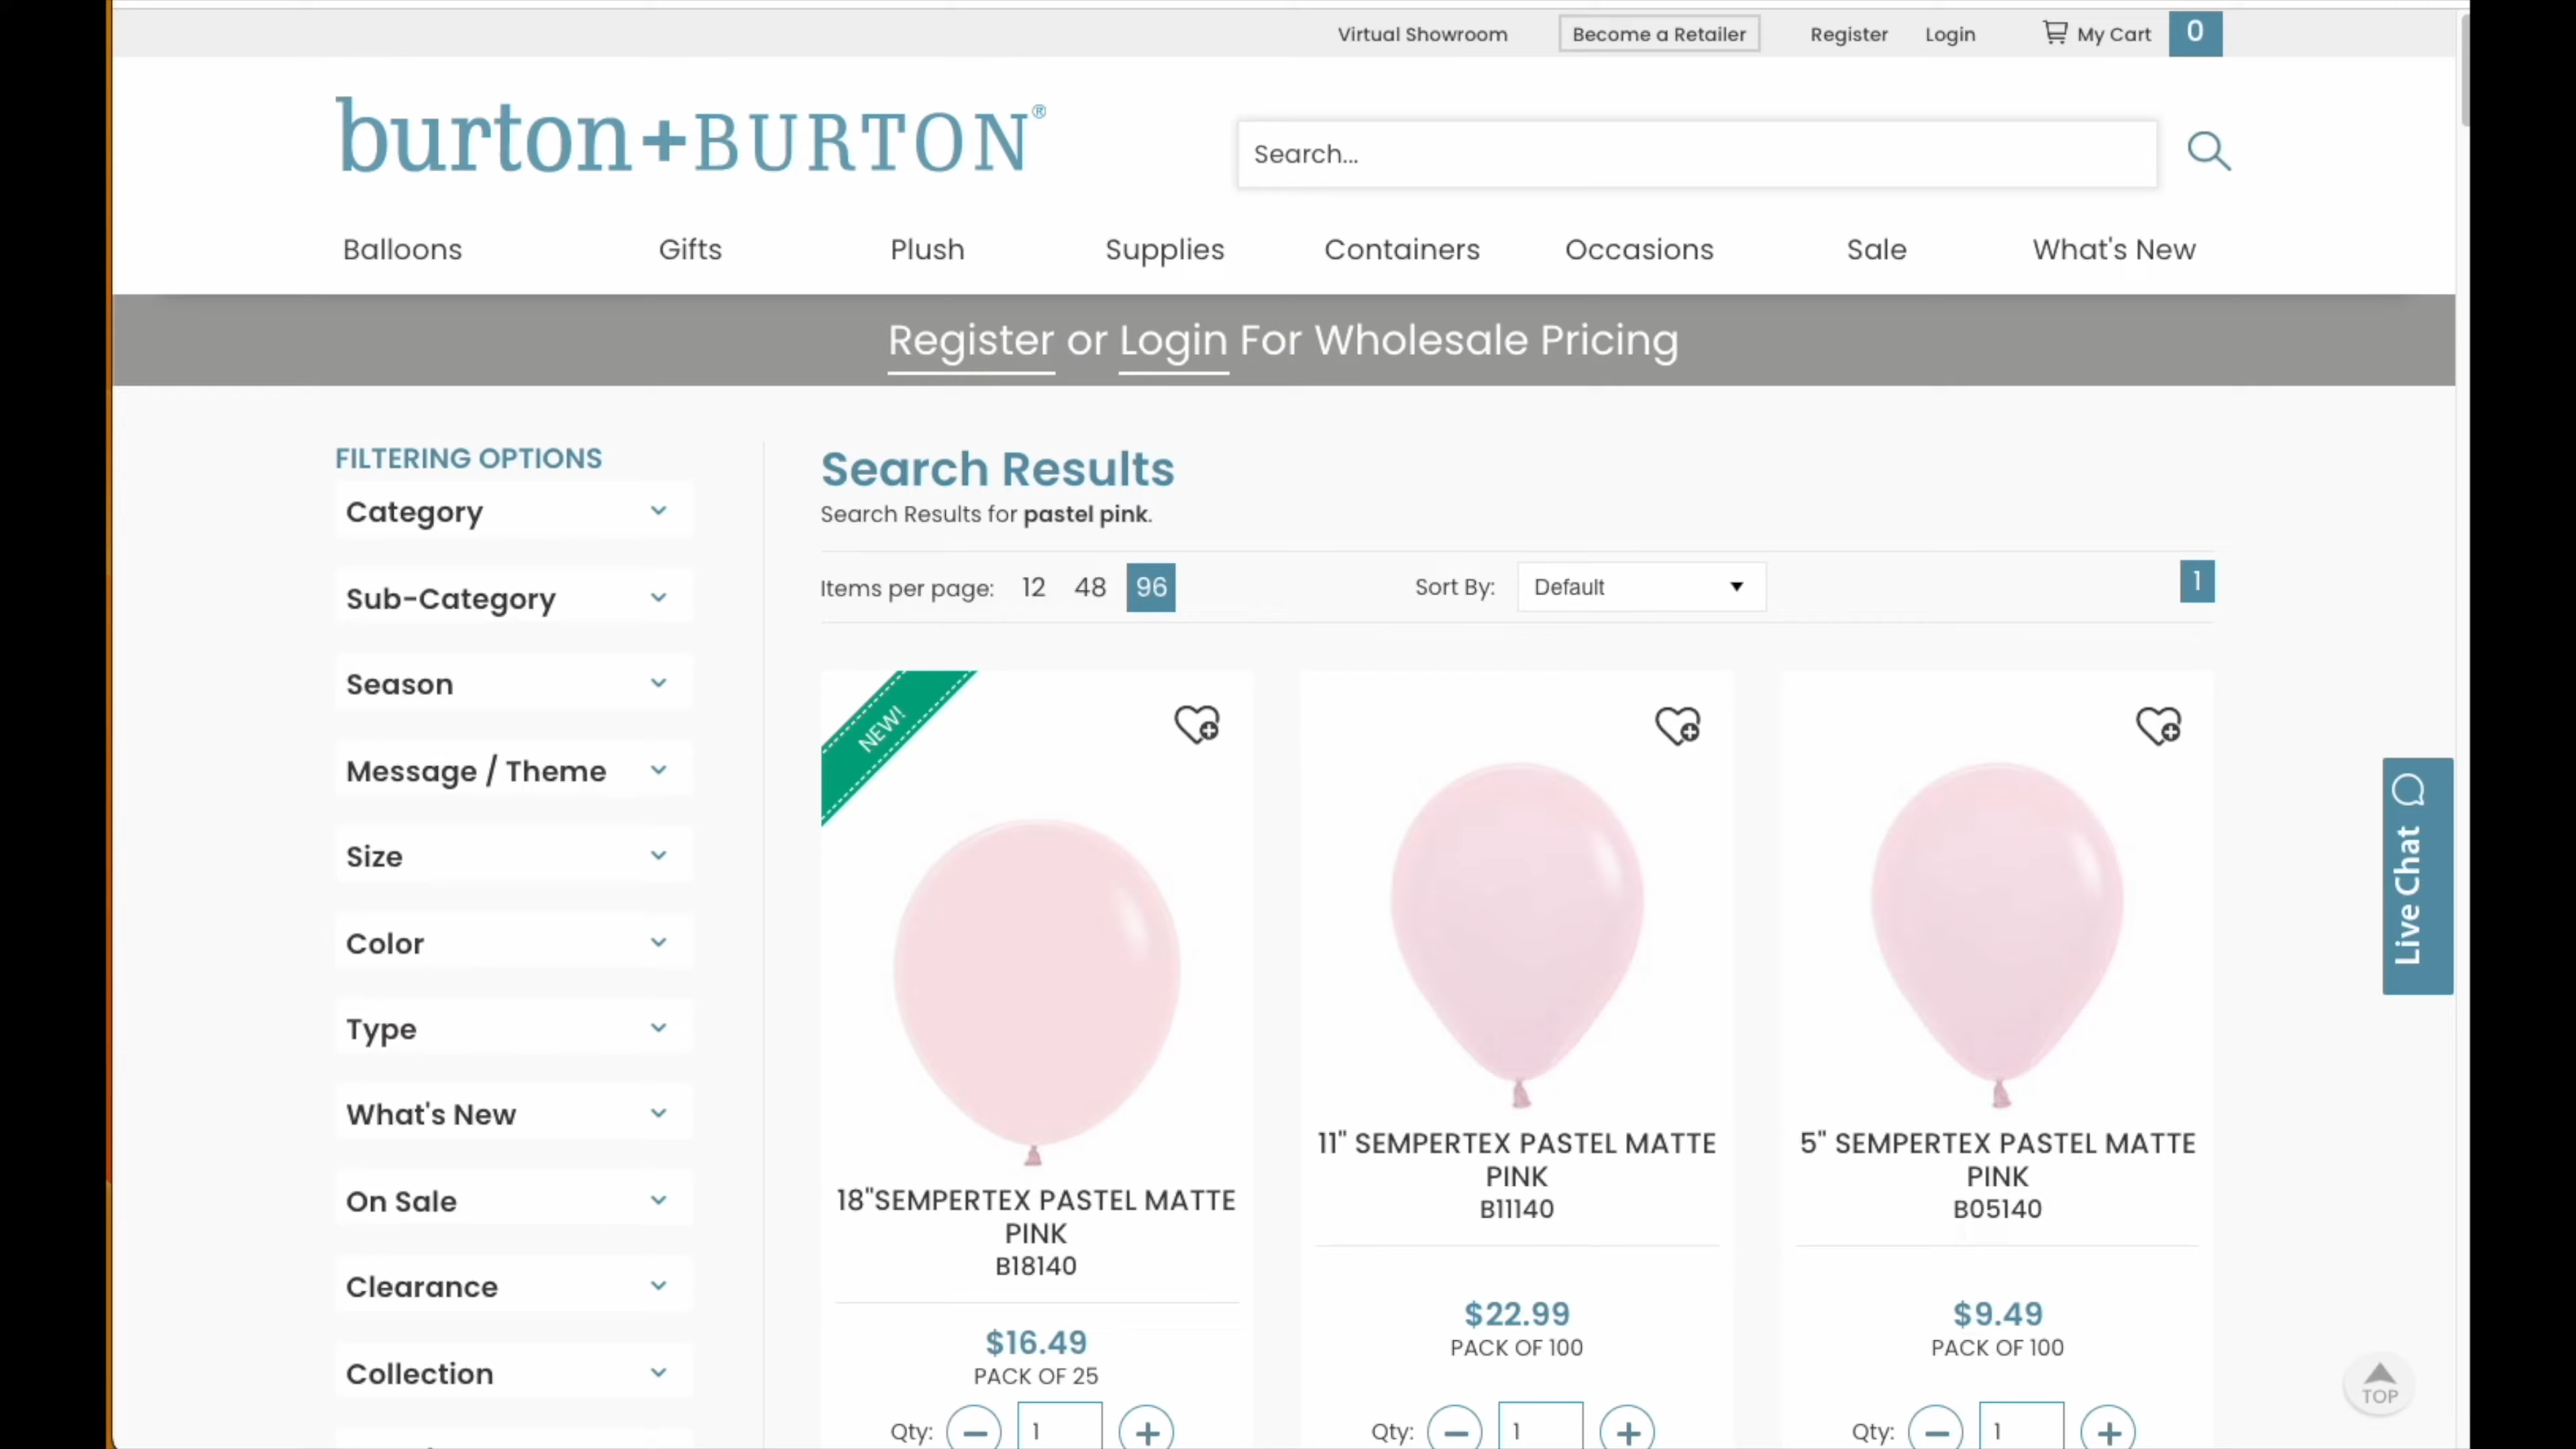 Virtual Showroom
Become a Retailer
Register
Login
My Cart
0
burton+BURTON®
Search...
Balloons
Gifts
Plush
Supplies
Containers
Occasions
Sale
What's New
Register or Login For Wholesale Pricing
FILTERING OPTIONS
Category
Sub-Category
Season
Message / Theme
Size
Color
Type
What's New
On Sale
Clearance
Collection
Search Results
Search Results for pastel pink.
Items per page: 12 48 96
Sort By: Default
1
NEW!
18"SEMPERTEX PASTEL MATTE
PINK
B18140
$16.49
PACK OF 25
Qty: 1
11" SEMPERTEX PASTEL MATTE
PINK
B11140
$22.99
PACK OF 100
Qty: 1
5" SEMPERTEX PASTEL MATTE
PINK
B05140
$9.49
PACK OF 100
Qty: 1
Live Chat
TOP